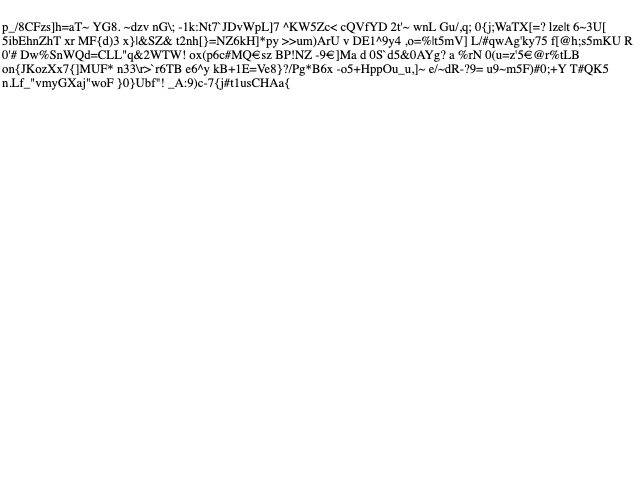 p_/8CFzs]h=aT~ YG8. ~dzv nG\; -1k:Nt7`JDvWpL]7 ^KW5Zc< cQVfYD 2t'~ wnL Gu/,q; 0{j;WaTX[=? lze|t 6~3U[
5ibEhnZhT xr MF{d)3 x}|&SZ& t2nh[}=NZ6kH]*py >>um)ArU v DE1^9y4 ,o=%|t5mV] L/#qwAg'ky75 f[@h;s5mKU R
0'# Dw%SnWQd=CLL"q&2WTW! ox(p6c#MQ€sz BP!NZ -9€]Ma d 0S`d5&0AYg? a %rN 0(u=z'5€@r%tLB
on{JKozXx7{]MUF* n33\r>`r6TB e6^y kB+1E=Ve8}?/Pg*B6x -o5+HppOu_u,]~ e/~dR-?9= u9~m5F)#0;+Y T#QK5
n.Lf_"vmyGXaj"woF }0}Ubf"! _A:9)c-7{j#t1usCHAa{